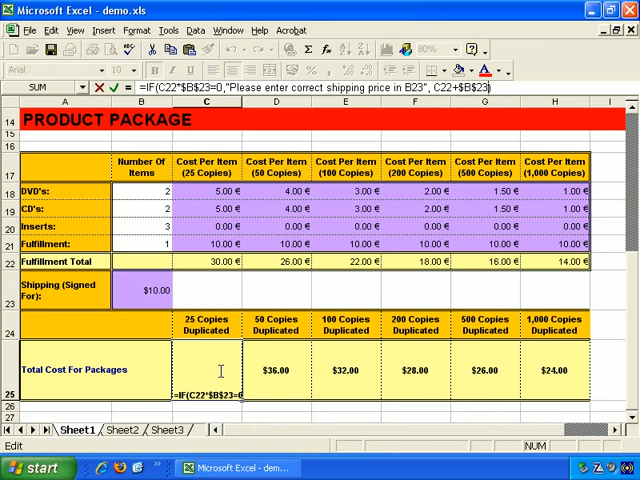 Microsoft Excel - demo.xls
File Edit View Insert Format Tools Data Window Help Acrobat
Σ 80%
Arial 10 B I U
SUM =IF(C22*$B$23=0,"Please enter correct shipping price in B23", C22+$B$23)
A B C D E F G H I
14 PRODUCT PACKAGE
15
16
17 Number Of Items Cost Per Item (25 Copies) Cost Per Item (50 Copies) Cost Per Item (100 Copies) Cost Per Item (200 Copies) Cost Per Item (500 Copies) Cost Per Item (1,000 Copies)
18 DVD's: 2 5.00 € 4.00 € 3.00 € 2.00 € 1.50 € 1.00 €
19 CD's: 2 5.00 € 4.00 € 3.00 € 2.00 € 1.50 € 1.00 €
20 Inserts: 3 0.00 € 0.00 € 0.00 € 0.00 € 0.00 € 0.00 €
21 Fulfillment: 1 10.00 € 10.00 € 10.00 € 10.00 € 10.00 € 10.00 €
22 Fulfillment Total 30.00 € 26.00 € 22.00 € 18.00 € 16.00 € 14.00 €
23 Shipping (Signed For): $10.00
24 25 Copies Duplicated 50 Copies Duplicated 100 Copies Duplicated 200 Copies Duplicated 500 Copies Duplicated 1,000 Copies Duplicated
25 Total Cost For Packages $36.00 $32.00 $28.00 $26.00 $24.00
=IF(C22*$B$23=0
26
27
Sheet1 Sheet2 Sheet3
Edit NUM
start Microsoft Excel - dem...